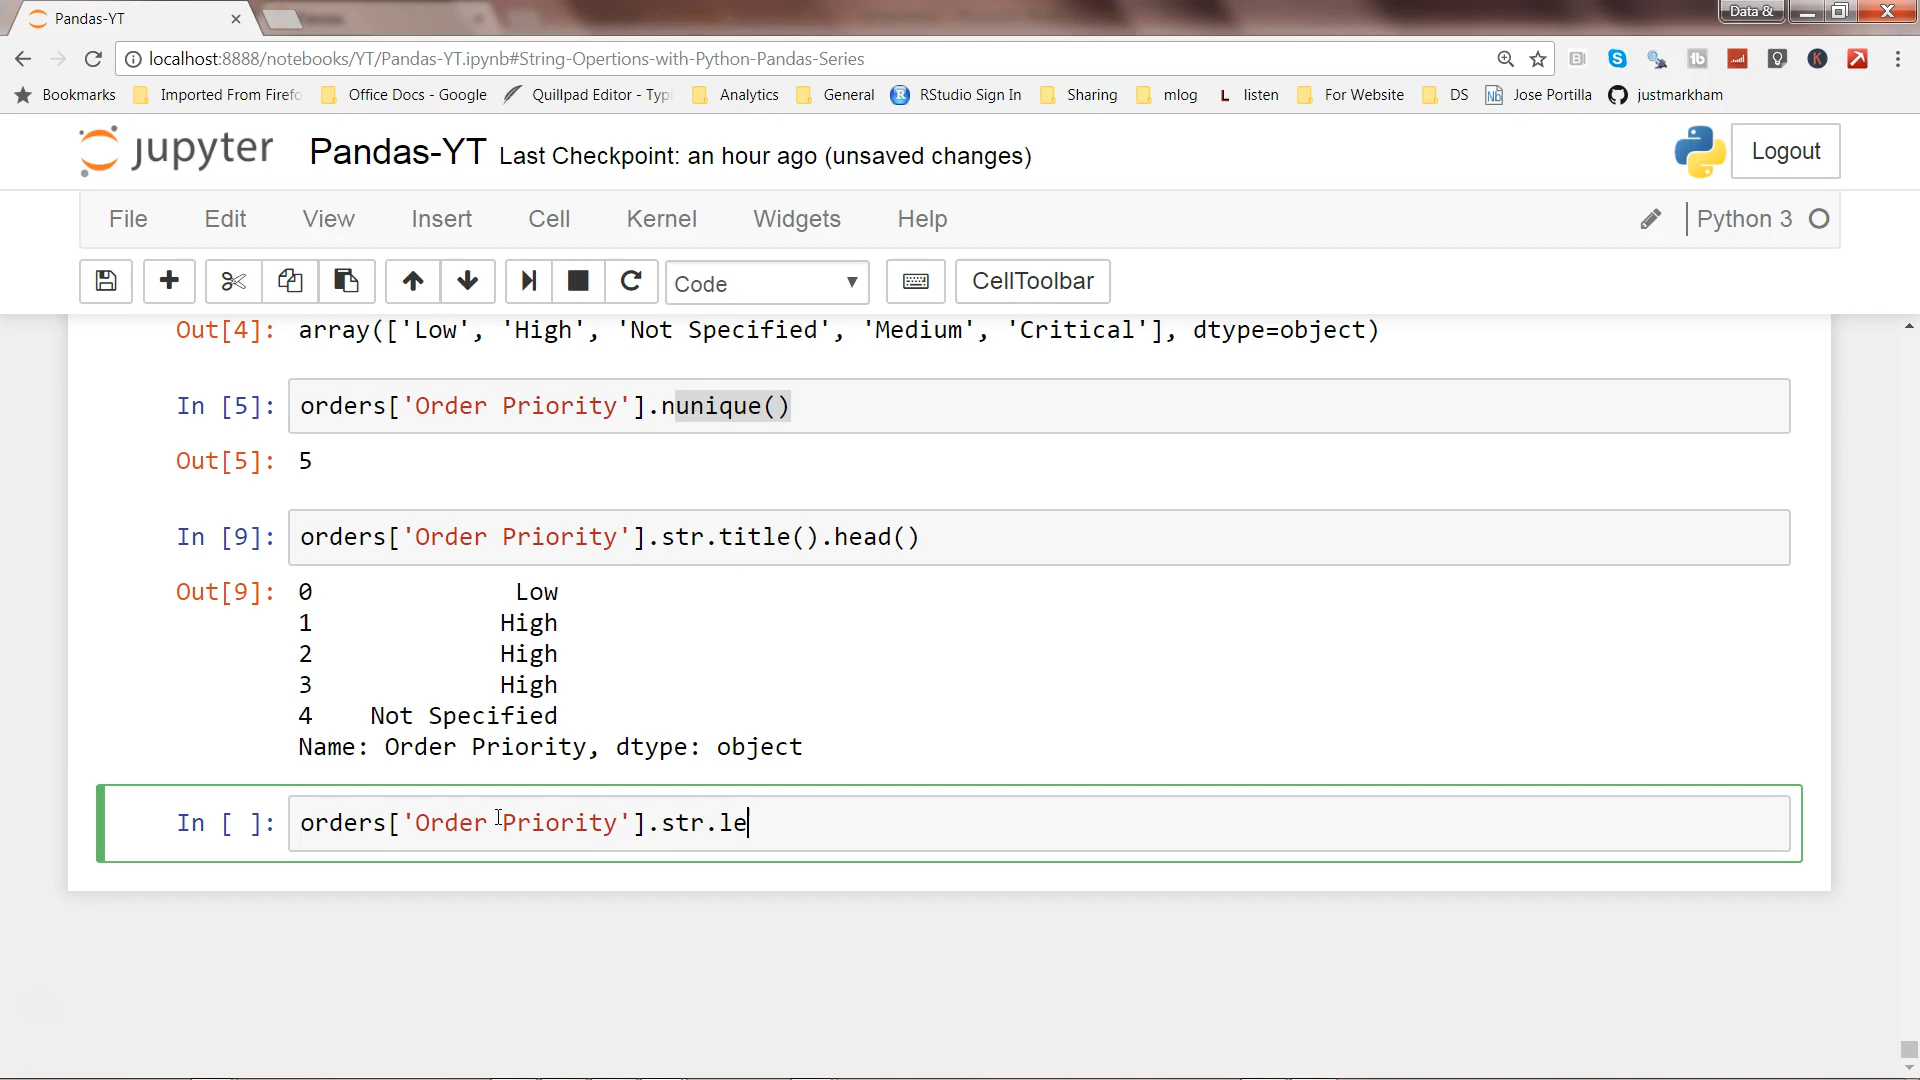 Pandas-YT
Data &
localhost:8888/notebooks/YT/Pandas-YT.ipynb#String-Opertions-with-Python-Pandas-Series
Bookmarks Imported From Firefo Office Docs - Google Quillpad Editor - Typi Analytics General RStudio Sign In Sharing mlog L listen For Website DS Nb Jose Portilla justmarkham
jupyter Pandas-YT Last Checkpoint: an hour ago (unsaved changes) Logout
File Edit View Insert Cell Kernel Widgets Help Python 3
Code CellToolbar
Out[4]: array(['Low', 'High', 'Not Specified', 'Medium', 'Critical'], dtype=object)
In [5]: orders['Order Priority'].nunique()
Out[5]: 5
In [9]: orders['Order Priority'].str.title().head()
Out[9]: 0 Low
1 High
2 High
3 High
4 Not Specified
Name: Order Priority, dtype: object
In [ ]: orders['Order Priority'].str.le